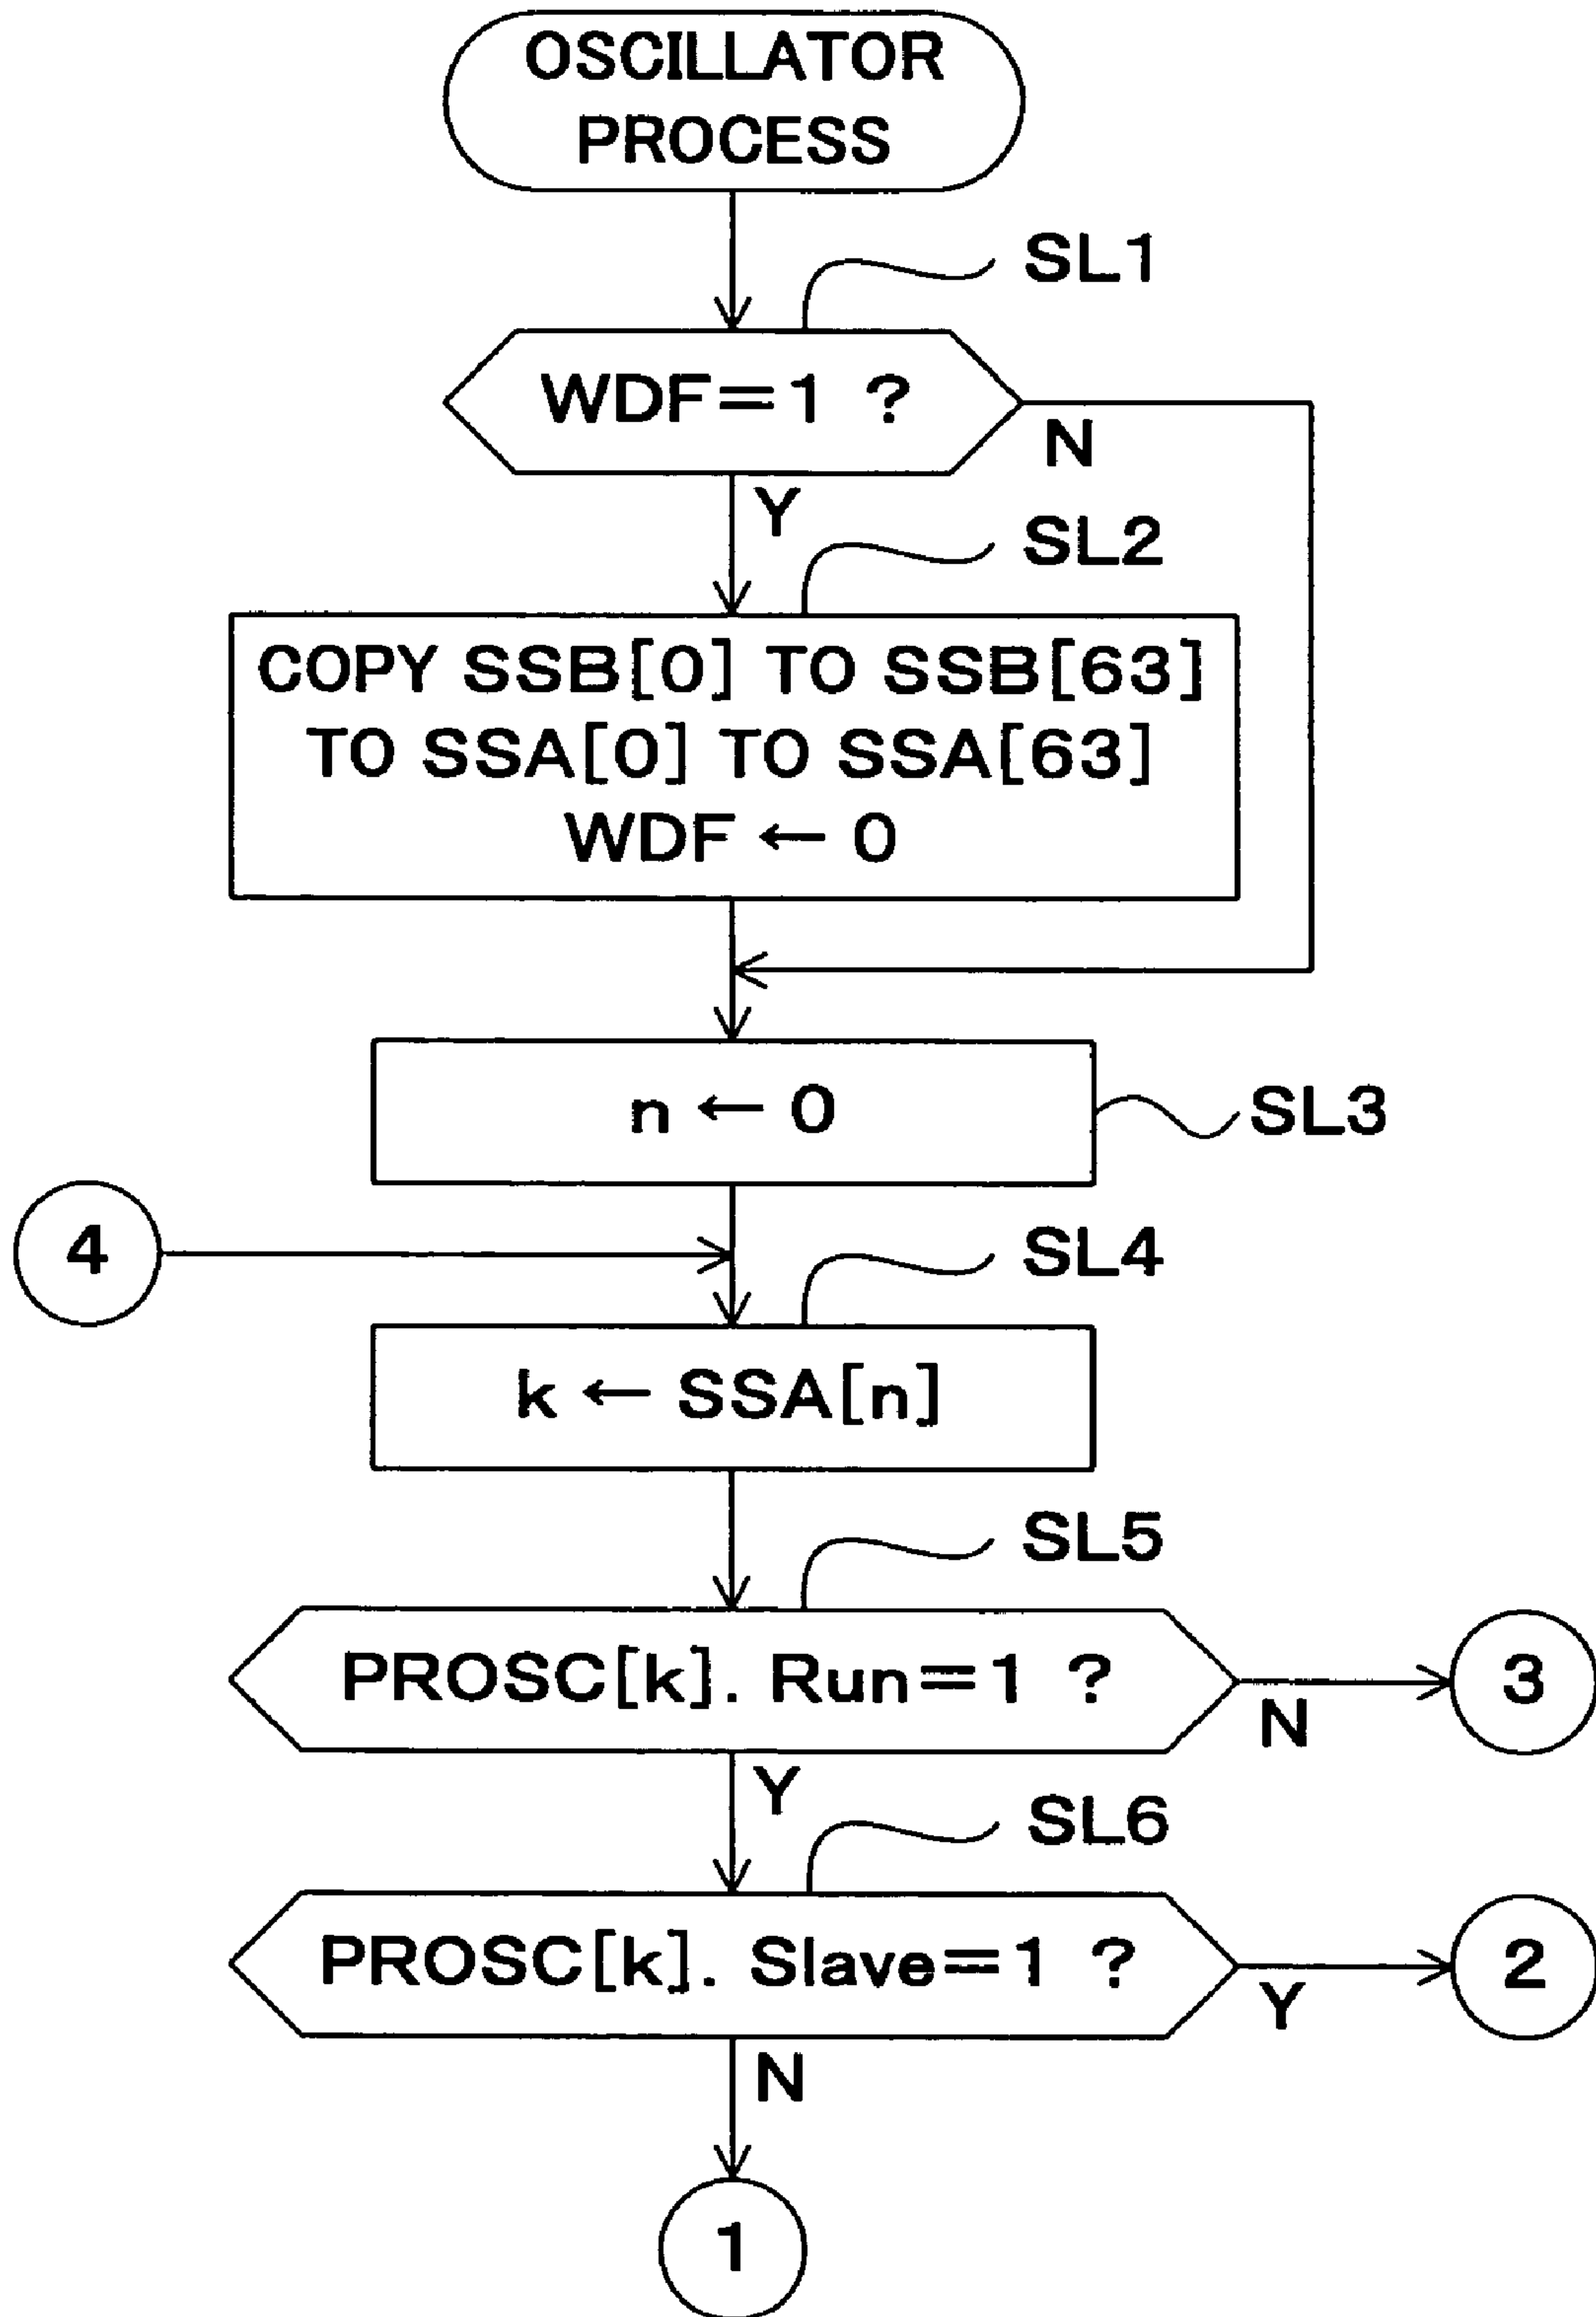 OSCILLATOR
PROCESS
SL1
WDF=1 ?
N
Y
SL2
COPY SSB[0] TO SSB[63]
TO SSA[0] TO SSA[63]
WDF ← 0
n ← 0
SL3
4
SL4
k ← SSA[n]
SL5
PROSC[k]. Run=1 ?
3
N
Y
SL6
PROSC[k]. Slave=1 ?
2
Y
N
1